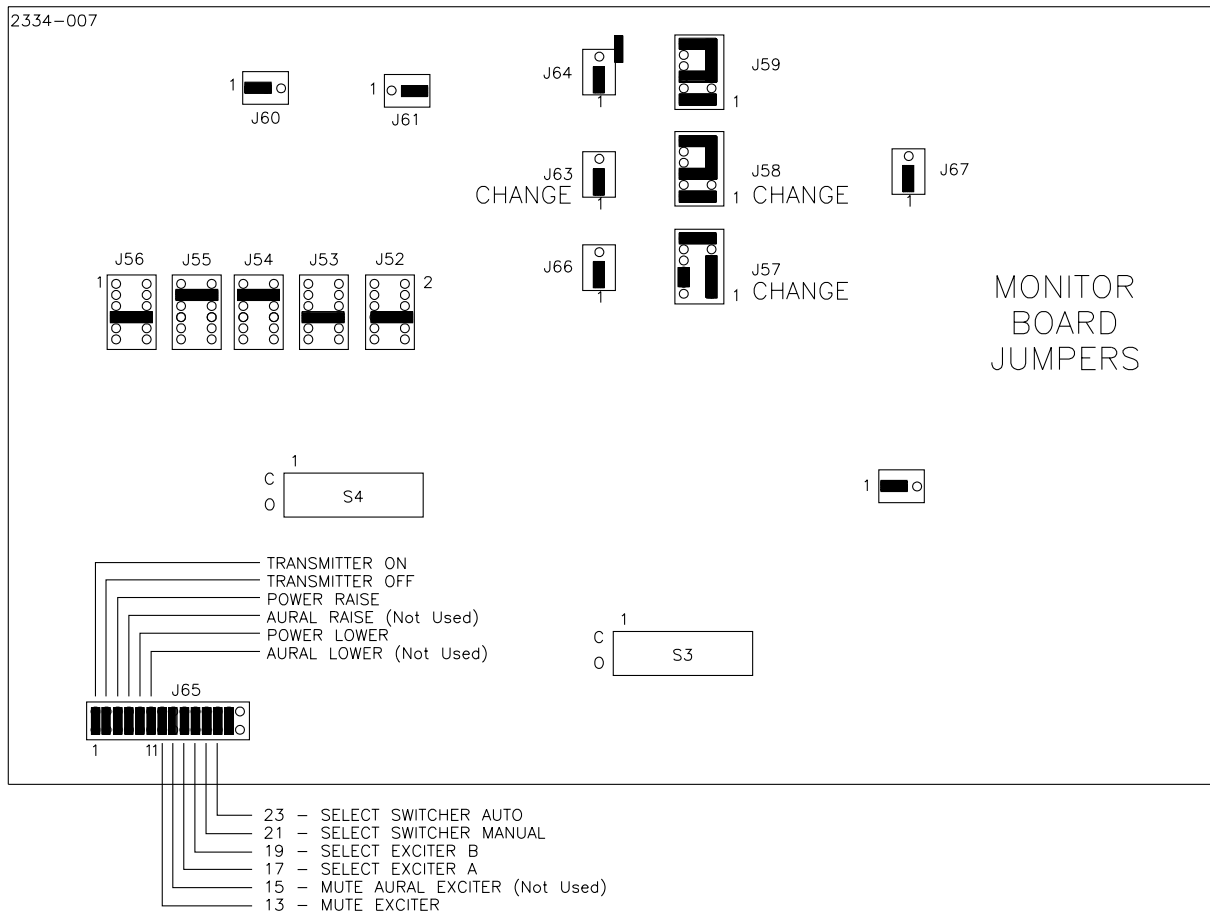 2334-007
J64
1
J59
1
1
J60
1
J61
J63
CHANGE
1
J58
1 CHANGE
J67
1
J56
J55
J54
J53
J52
1
2
J66
1
J57
1 CHANGE
MONITOR
BOARD
JUMPERS
1
C
O
S4
1
TRANSMITTER ON
TRANSMITTER OFF
POWER RAISE
AURAL RAISE (Not Used)
POWER LOWER
AURAL LOWER (Not Used)
1
C
O
S3
J65
1
11
23 - SELECT SWITCHER AUTO
21 - SELECT SWITCHER MANUAL
19 - SELECT EXCITER B
17 - SELECT EXCITER A
15 - MUTE AURAL EXCITER (Not Used)
13 - MUTE EXCITER